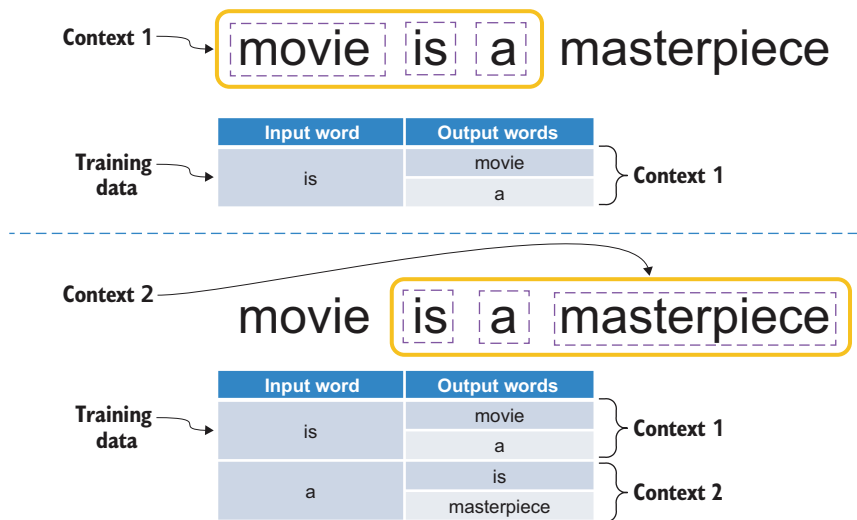 Context 1
movie is a masterpiece
Input word Output words
Training
data
is
movie
a
Context 1
Context 2
movie is a masterpiece
Input word Output words
Training
data
is
movie
a
Context 1
a
is
masterpiece
Context 2